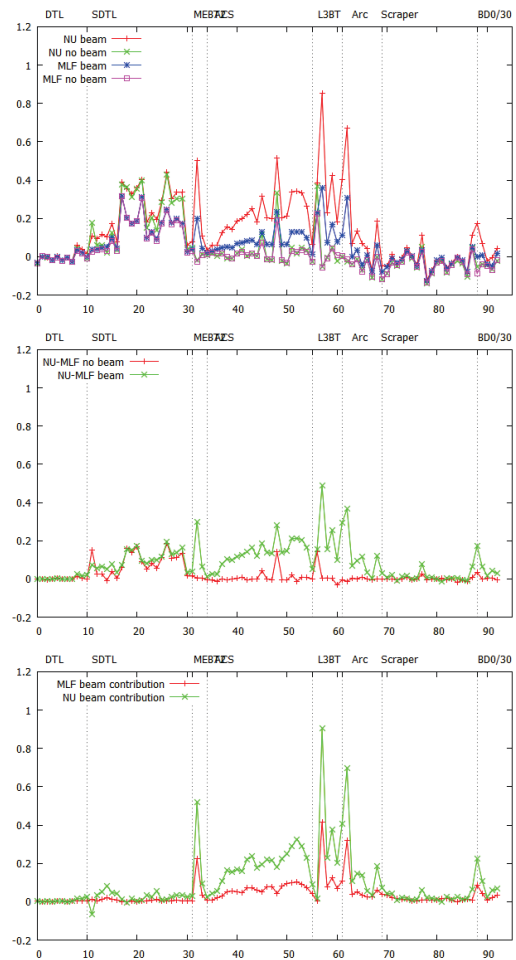 DTL SDTL MEBT2 ACS L3BT Arc Scraper BD0/30
NU beam
NU no beam
MLF beam
MLF no beam
1.2
1
0.8
0.6
0.4
0.2
0
-0.2
0 10 20 30 40 50 60 70 80 90
DTL SDTL MEBT2 ACS L3BT Arc Scraper BD0/30
NU-MLF no beam
NU-MLF beam
1.2
1
0.8
0.6
0.4
0.2
0
-0.2
0 10 20 30 40 50 60 70 80 90
DTL SDTL MEBT2 ACS L3BT Arc Scraper BD0/30
MLF beam contribution
NU beam contribution
1.2
1
0.8
0.6
0.4
0.2
0
-0.2
0 10 20 30 40 50 60 70 80 90